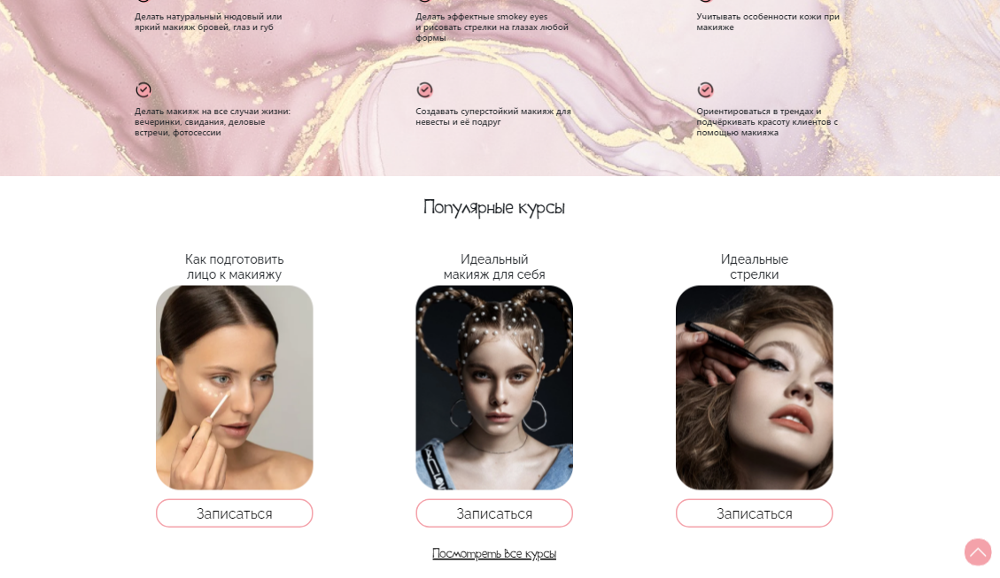 Делать натуральный нюдовый или
яркий макияж бровей, глаз и губ
Делать эффектные smokey eyes
и рисовать стрелки на глазах любой
формы
Учитывать особенности кожи при
макияже
Делать макияж на все случаи жизни:
вечеринки, свидания, деловые
встречи, фотосессии
Создавать суперстойкий макияж для
невесты и её подруг
Ориентироваться в трендах и
подчёркивать красоту клиентов с
помощью макияжа
Популярные курсы
Как подготовить
лицо к макияжу
Идеальный
макияж для себя
Идеальные
стрелки
Записаться
Записаться
Записаться
Посмотреть все курсы